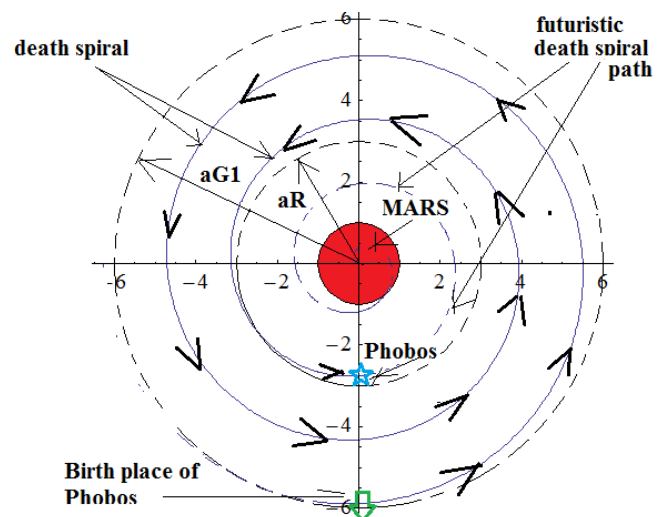 6
futuristic
death spiral
path
death spiral
4
aG1
aR
2
MARS
−6
−4
−2
2
4
6
−2
Phobos
−4
Birth place of
Phobos
−6